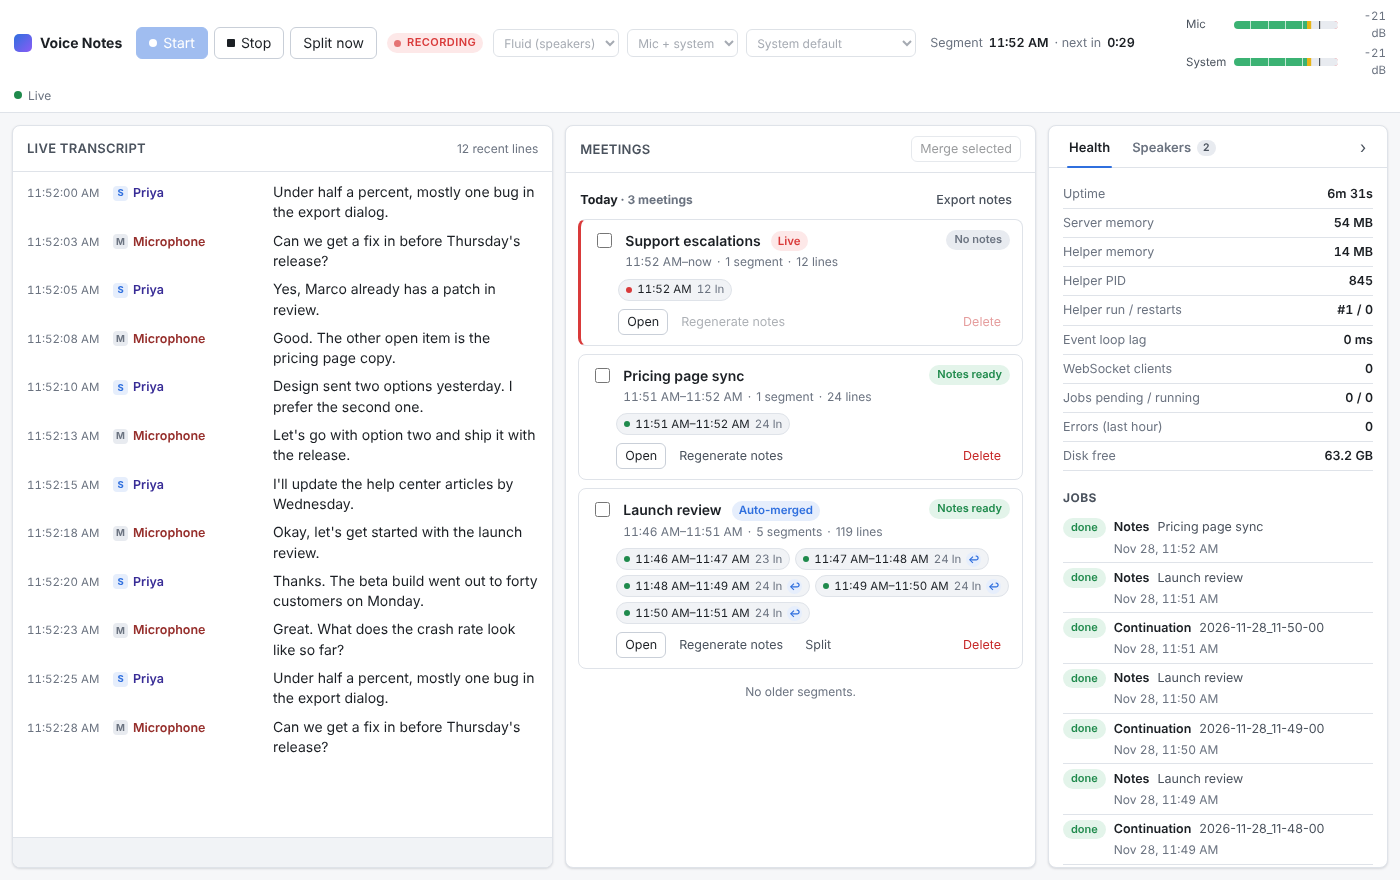 Voice Notes
Start
Stop
Split now
RECORDING
Fluid (speakers)
Mic + system
System default
Segment 11:52 AM · next in 0:29
Mic -21 dB
System -21 dB
Live
LIVE TRANSCRIPT
12 recent lines
11:52:00 AM S Priya Under half a percent, mostly one bug in
the export dialog.
11:52:03 AM M Microphone Can we get a fix in before Thursday's
release?
11:52:05 AM S Priya Yes, Marco already has a patch in
review.
11:52:08 AM M Microphone Good. The other open item is the
pricing page copy.
11:52:10 AM S Priya Design sent two options yesterday. I
prefer the second one.
11:52:13 AM M Microphone Let's go with option two and ship it with
the release.
11:52:15 AM S Priya I'll update the help center articles by
Wednesday.
11:52:18 AM M Microphone Okay, let's get started with the launch
review.
11:52:20 AM S Priya Thanks. The beta build went out to forty
customers on Monday.
11:52:23 AM M Microphone Great. What does the crash rate look
like so far?
11:52:25 AM S Priya Under half a percent, mostly one bug in
the export dialog.
11:52:28 AM M Microphone Can we get a fix in before Thursday's
release?
MEETINGS
Merge selected
Today · 3 meetings
Export notes
Support escalations Live No notes
11:52 AM–now · 1 segment · 12 lines
11:52 AM 12 ln
Open Regenerate notes Delete
Pricing page sync Notes ready
11:51 AM–11:52 AM · 1 segment · 24 lines
11:51 AM–11:52 AM 24 ln
Open Regenerate notes Delete
Launch review Auto-merged Notes ready
11:46 AM–11:51 AM · 5 segments · 119 lines
11:46 AM–11:47 AM 23 ln 11:47 AM–11:48 AM 24 ln ↩
11:48 AM–11:49 AM 24 ln ↩ 11:49 AM–11:50 AM 24 ln ↩
11:50 AM–11:51 AM 24 ln ↩
Open Regenerate notes Split Delete
No older segments.
Health Speakers 2
Uptime 6m 31s
Server memory 54 MB
Helper memory 14 MB
Helper PID 845
Helper run / restarts #1 / 0
Event loop lag 0 ms
WebSocket clients 0
Jobs pending / running 0 / 0
Errors (last hour) 0
Disk free 63.2 GB
JOBS
done Notes Pricing page sync
Nov 28, 11:52 AM
done Notes Launch review
Nov 28, 11:51 AM
done Continuation 2026-11-28_11-50-00
Nov 28, 11:51 AM
done Notes Launch review
Nov 28, 11:50 AM
done Continuation 2026-11-28_11-49-00
Nov 28, 11:50 AM
done Notes Launch review
Nov 28, 11:49 AM
done Continuation 2026-11-28_11-48-00
Nov 28, 11:49 AM